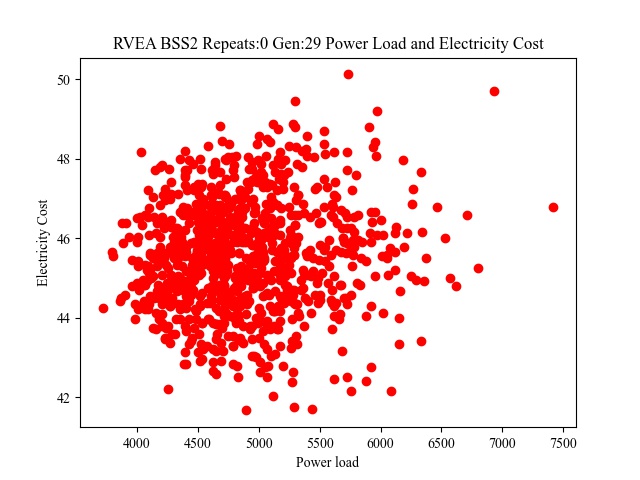 RVEA BSS2 Repeats:0 Gen:29 Power Load and Electricity Cost
50
48
46
44
42
Electricity Cost
4000 4500 5000 5500 6000 6500 7000 7500
Power load